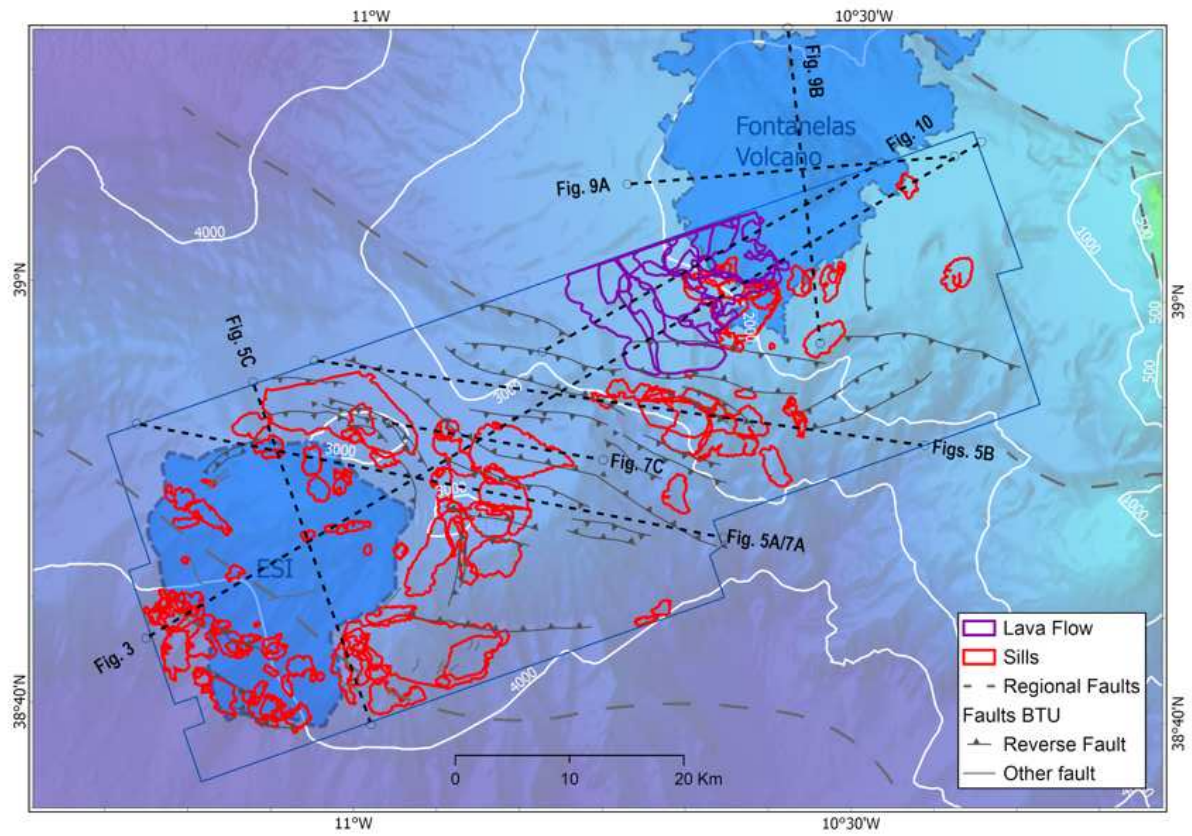 11°W
10°30'W
Fig. 9B
Fontanelas
Volcano
Fig. 10
Fig. 9A
4000
1000
500
39°N
39°N
2000
500
Fig. 5C
3000
500
3000
Figs. 5B
Fig. 7C
3000
1000
Fig. 5A/7A
ESI
Fig. 3
4000
38°40'N
38°40'N
Lava Flow
Sills
Regional Faults
Faults BTU
Reverse Fault
Other fault
0
10
20 Km
11°W
10°30'W